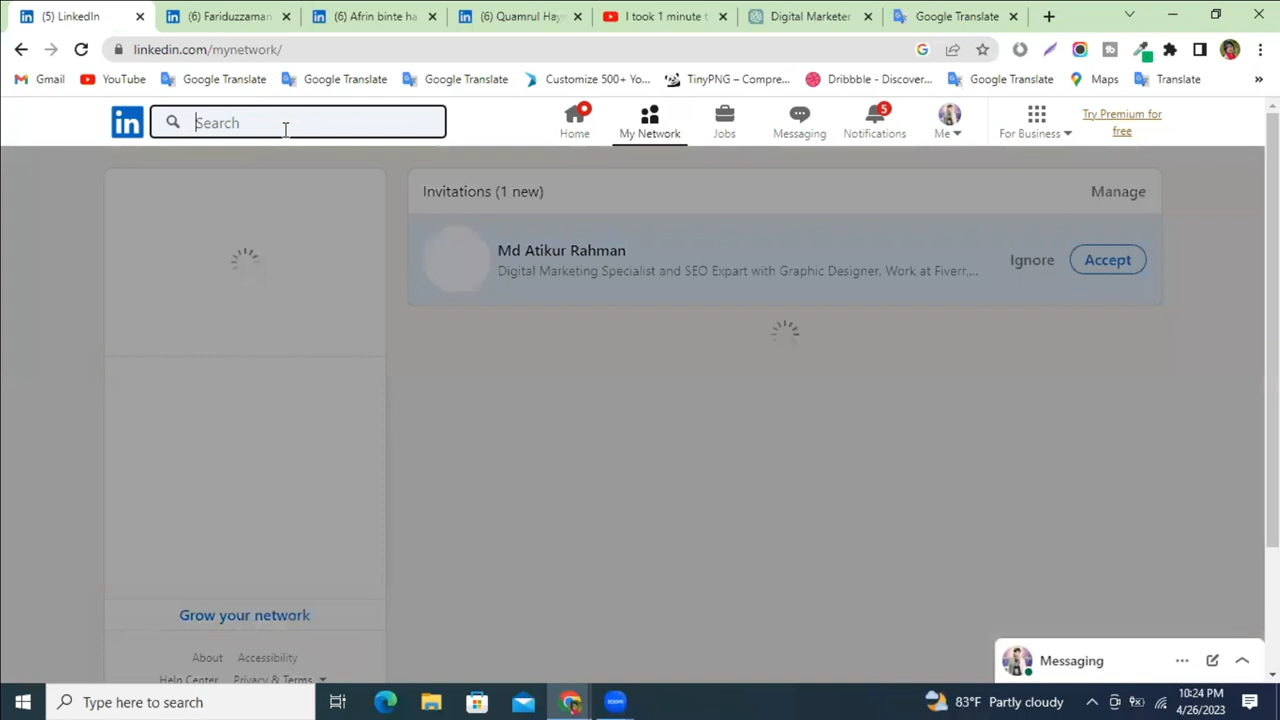 (5) LinkedIn
(6) Fariduzzaman
(6) Afrin binte ha
(6) Quamrul Hay
I took 1 minute t
Digital Marketer
Google Translate
linkedin.com/mynetwork/
Gmail
YouTube
Google Translate
Google Translate
Google Translate
Customize 500+ Yo...
TinyPNG – Compre...
Dribbble - Discover...
Google Translate
Maps
Translate
in
Search
Home
My Network
Jobs
Messaging
5
Notifications
Me
For Business
Try Premium for
free
Invitations (1 new)
Manage
Md Atikur Rahman
Digital Marketing Specialist and SEO Expart with Graphic Designer. Work at Fiverr,...
Ignore
Accept
Grow your network
About
Accessibility
Help Center
Privacy & Terms
Messaging
Type here to search
zoom
83°F Partly cloudy
10:24 PM
4/26/2023